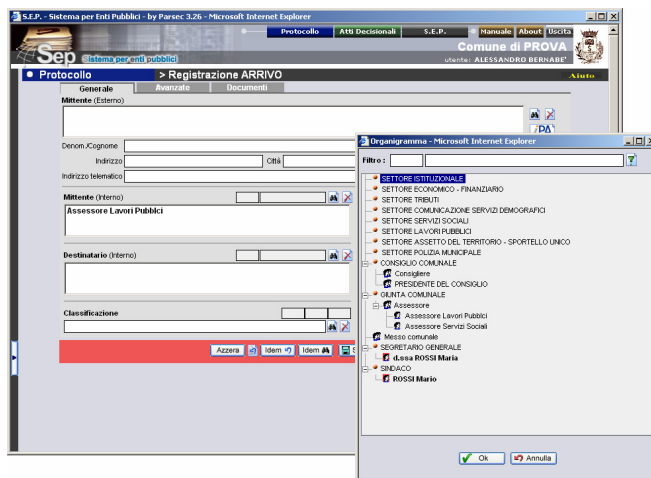 S.E.P. - Sistema per Enti Pubblici - by Parsec 3.26 - Microsoft Internet Explorer
Protocollo Atti Decisionali S.E.P. Manuale About Uscita
Comune di PROVA
Sep Sistema per enti pubblici
utente: ALESSANDRO BERNABE'
Protocollo > Registrazione ARRIVO Aiuto
Generale Avanzate Documenti
Mittente (Esterno)
IPA
Denom./Cognome
Indirizzo Città
Indirizzo telematico
Mittente (Interno)
Assessore Lavori Pubblci
Destinatario (Interno)
Classificazione
Azzera Idem Idem S
Organigramma - Microsoft Internet Explorer
Filtro :
SETTORE ISTITUZIONALE
SETTORE ECONOMICO - FINANZIARIO
SETTORE TRIBUTI
SETTORE COMUNICAZIONE SERVIZI DEMOGRAFICI
SETTORE SERVIZI SOCIALI
SETTORE LAVORI PUBBLICI
SETTORE ASSETTO DEL TERRITORIO - SPORTELLO UNICO
SETTORE POLIZIA MUNICIPALE
CONSIGLIO COMUNALE
Consigliere
PRESIDENTE DEL CONSIGLIO
GIUNTA COMUNALE
Assessore
Assessore Lavori Pubblci
Assessore Servizi Sociali
Messo comunale
SEGRETARIO GENERALE
d.ssa ROSSI Maria
SINDACO
ROSSI Mario
Ok Annulla